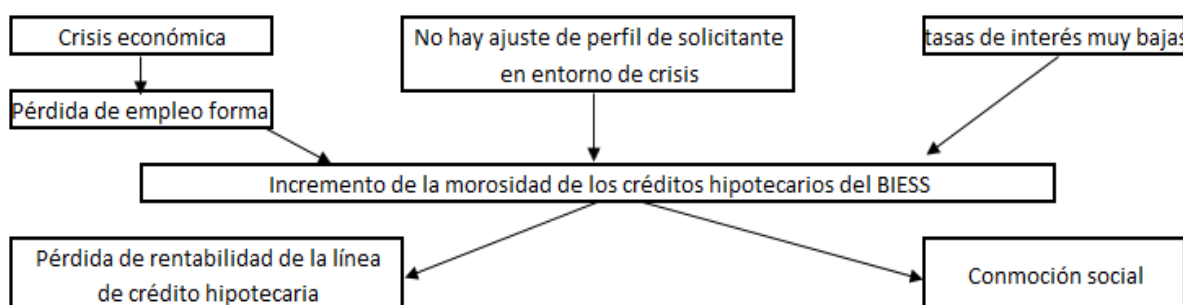 Crisis económica
No hay ajuste de perfil de solicitante
en entorno de crisis
tasas de interés muy bajas
Pérdida de empleo forma
Incremento de la morosidad de los créditos hipotecarios del BIESS
Pérdida de rentabilidad de la línea
de crédito hipotecaria
Conmoción social